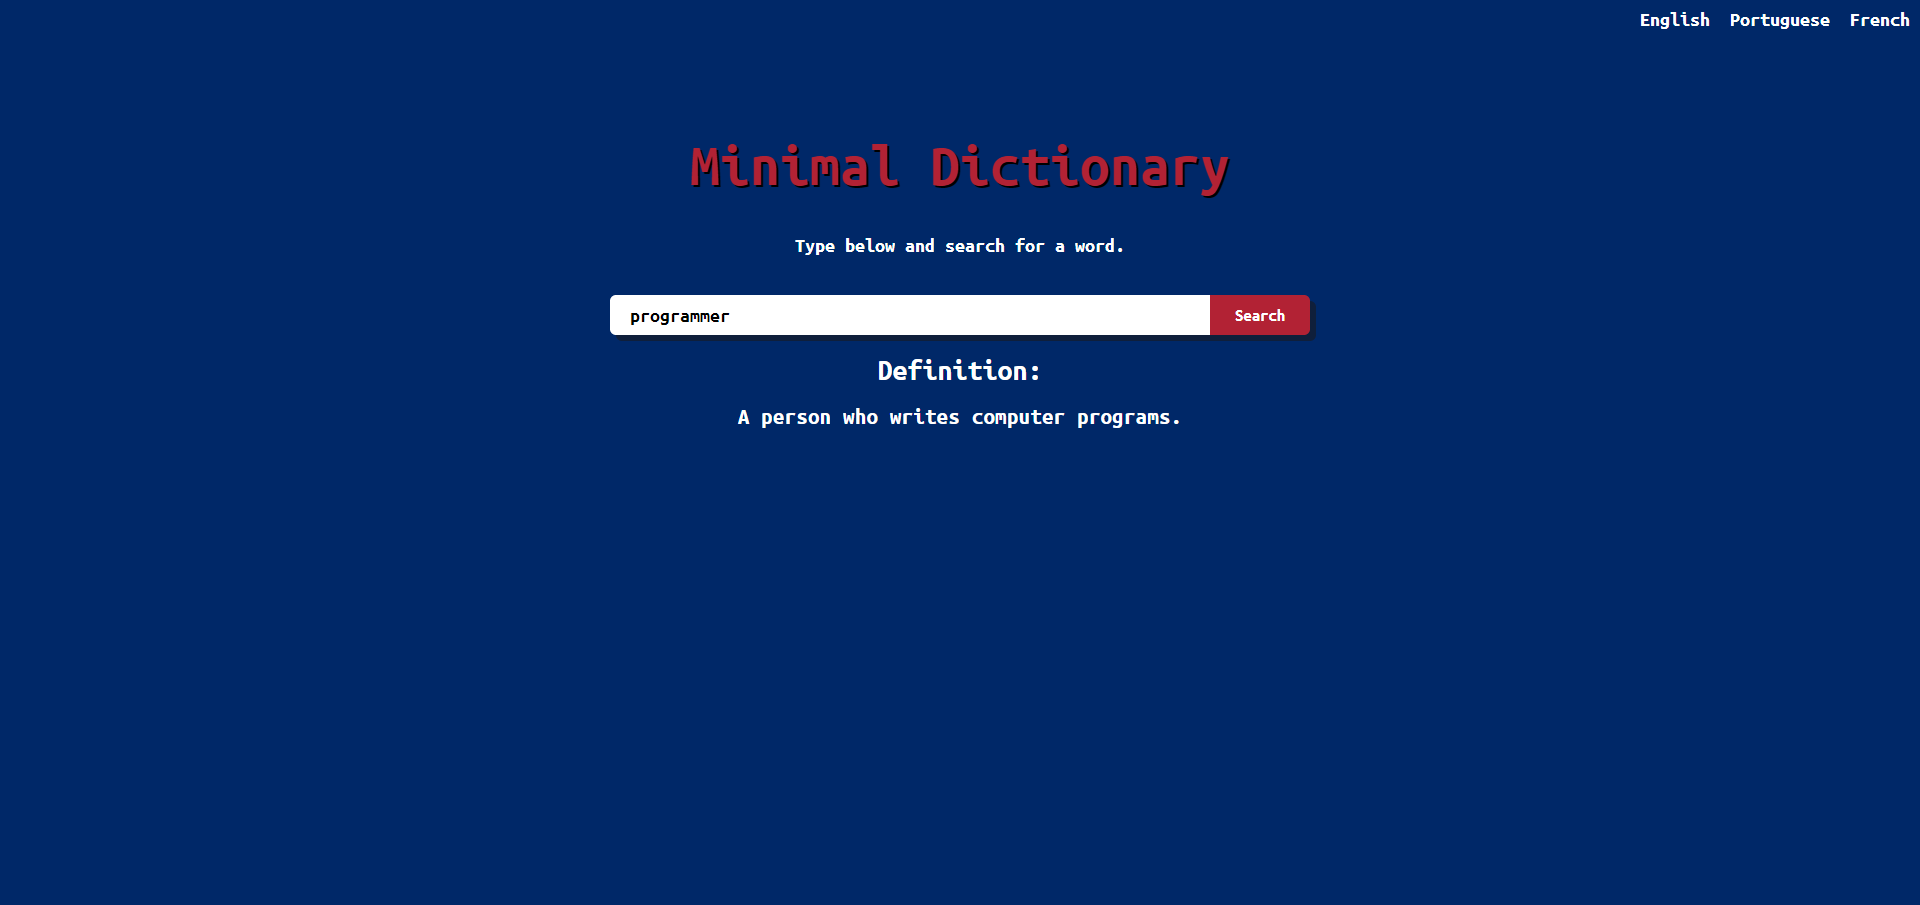 English Portuguese French
Minimal Dictionary
Type below and search for a word.
programmer Search
Definition:
A person who writes computer programs.